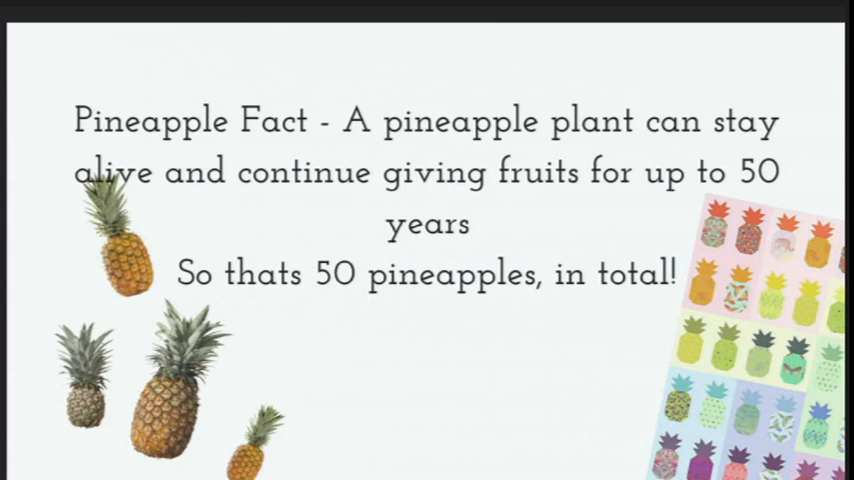 Pineapple Fact - A pineapple plant can stay
alive and continue giving fruits for up to 50
years
So thats 50 pineapples, in total!